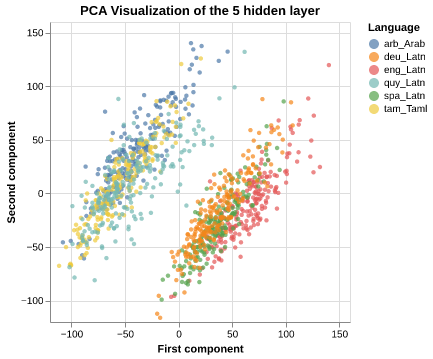 PCA Visualization of the 5 hidden layer
Language
arb_Arab
deu_Latn
eng_Latn
quy_Latn
spa_Latn
tam_Taml
Second component
150
100
50
0
−50
−100
−100
−50
0
50
100
150
First component